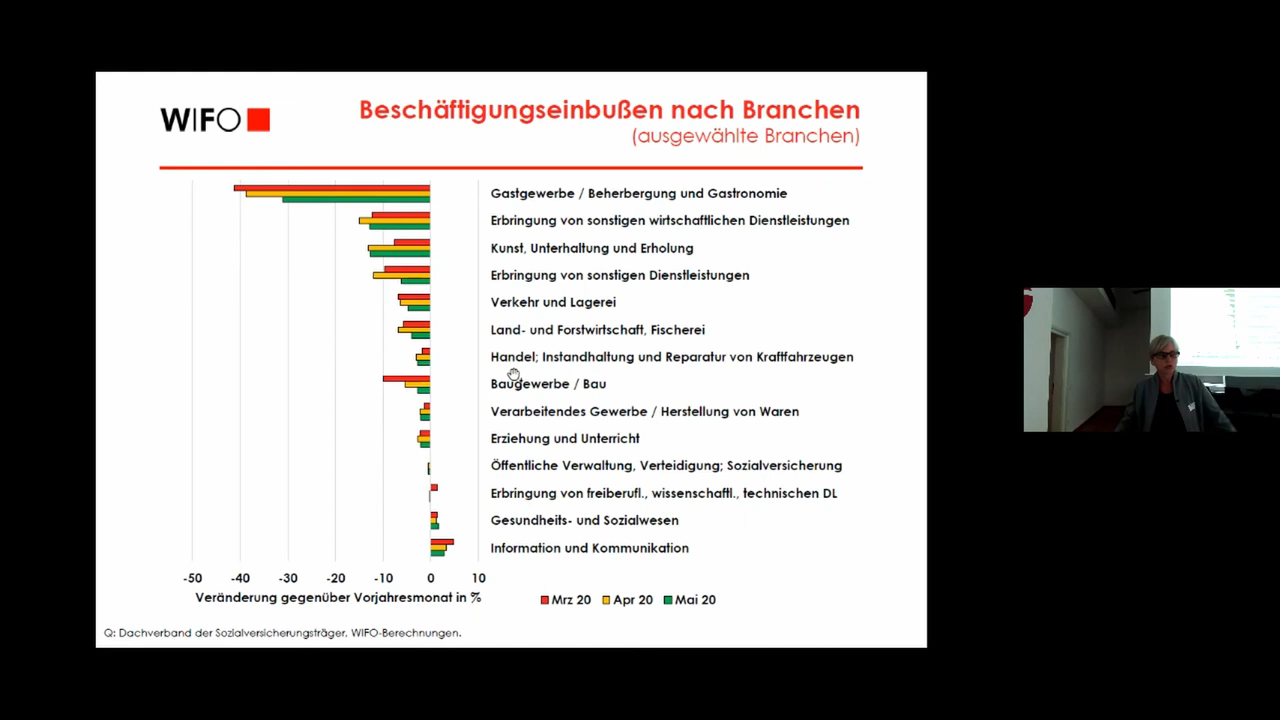 WIFO
Beschäftigungseinbußen nach Branchen
(ausgewählte Branchen)
Gastgewerbe / Beherbergung und Gastronomie
Erbringung von sonstigen wirtschaftlichen Dienstleistungen
Kunst, Unterhaltung und Erholung
Erbringung von sonstigen Dienstleistungen
Verkehr und Lagerei
Land- und Forstwirtschaft, Fischerei
Handel; Instandhaltung und Reparatur von Kraftfahrzeugen
Baugewerbe / Bau
Verarbeitendes Gewerbe / Herstellung von Waren
Erziehung und Unterricht
Öffentliche Verwaltung, Verteidigung; Sozialversicherung
Erbringung von freiberufl., wissenschaftl., technischen DL
Gesundheits- und Sozialwesen
Information und Kommunikation
-50 -40 -30 -20 -10 0 10
Veränderung gegenüber Vorjahresmonat in %
Mrz 20 Apr 20 Mai 20
Q: Dachverband der Sozialversicherungsträger, WIFO-Berechnungen.